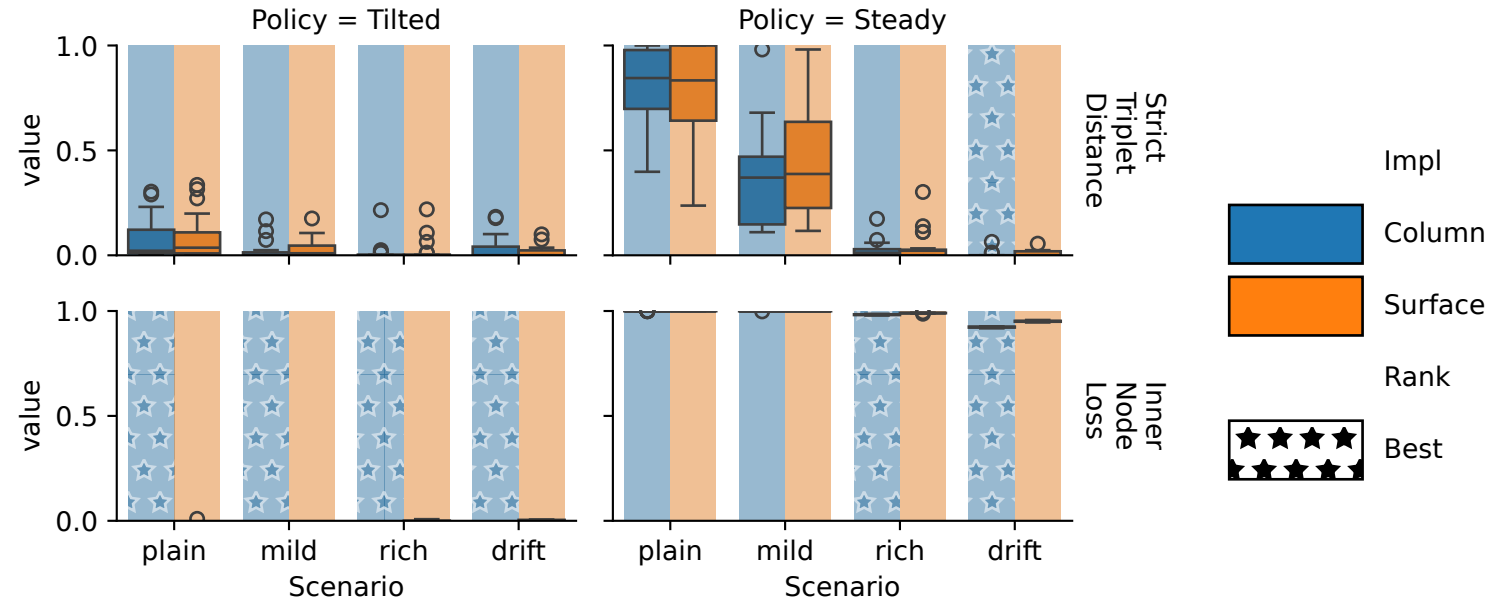 Policy = Tilted
Policy = Steady
1.0
0.5
0.0
value
Strict
Triplet
Distance
1.0
0.5
0.0
value
Inner
Node
Loss
plain
mild
rich
drift
plain
mild
rich
drift
Scenario
Scenario
Impl
Column
Surface
Rank
Best